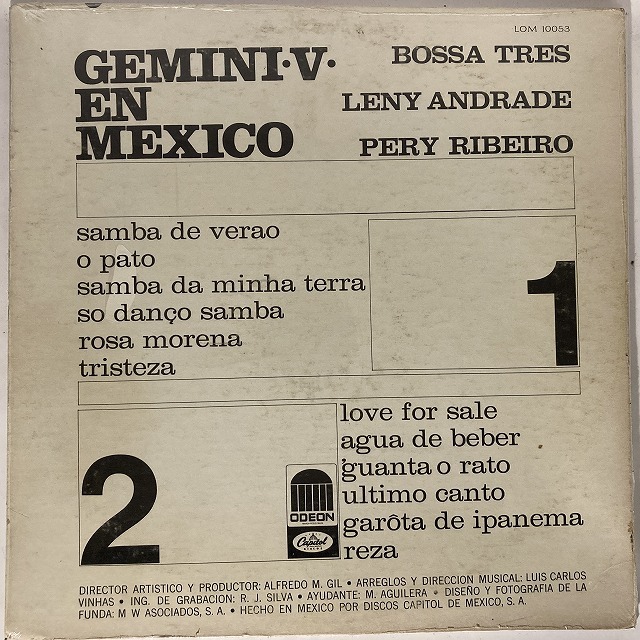 LOM 10053
GEMINI·V·
EN
MEXICO
BOSSA TRES
LENY ANDRADE
PERY RIBEIRO
samba de verao
o pato
samba da minha terra
so danço samba
rosa morena
tristeza
1
2
love for sale
agua de beber
guanta o rato
ultimo canto
garôta de ipanema
reza
ODEON
Capitol
DIRECTOR ARTISTICO Y PRODUCTOR: ALFREDO M. GIL • ARREGLOS Y DIRECCION MUSICAL: LUIS CARLOS
VINHAS • ING. DE GRABACION: R. J. SILVA • AYUDANTE: M. AGUILERA • DISEÑO Y FOTOGRAFIA DE LA
FUNDA: M W ASOCIADOS, S. A. • HECHO EN MEXICO POR DISCOS CAPITOL DE MEXICO, S. A.